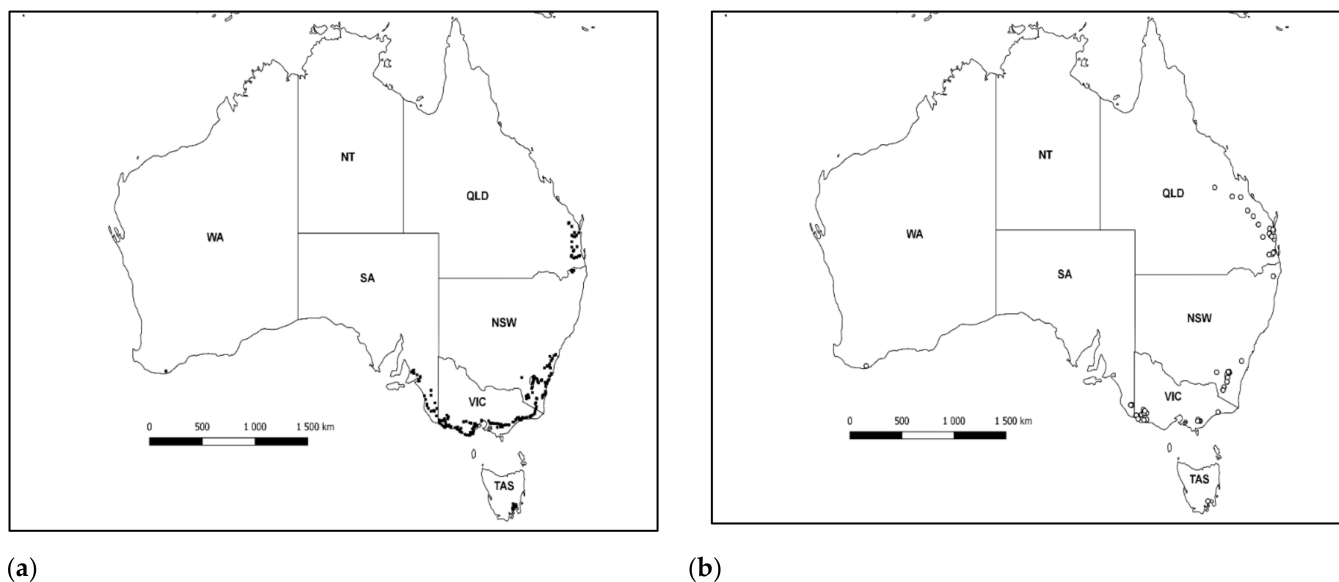 NT
QLD
WA
SA
NSW
VIC
0 500 1 000 1 500 km
TAS
(a)
NT
QLD
WA
SA
NSW
VIC
0 500 1 000 1 500 km
TAS
(b)